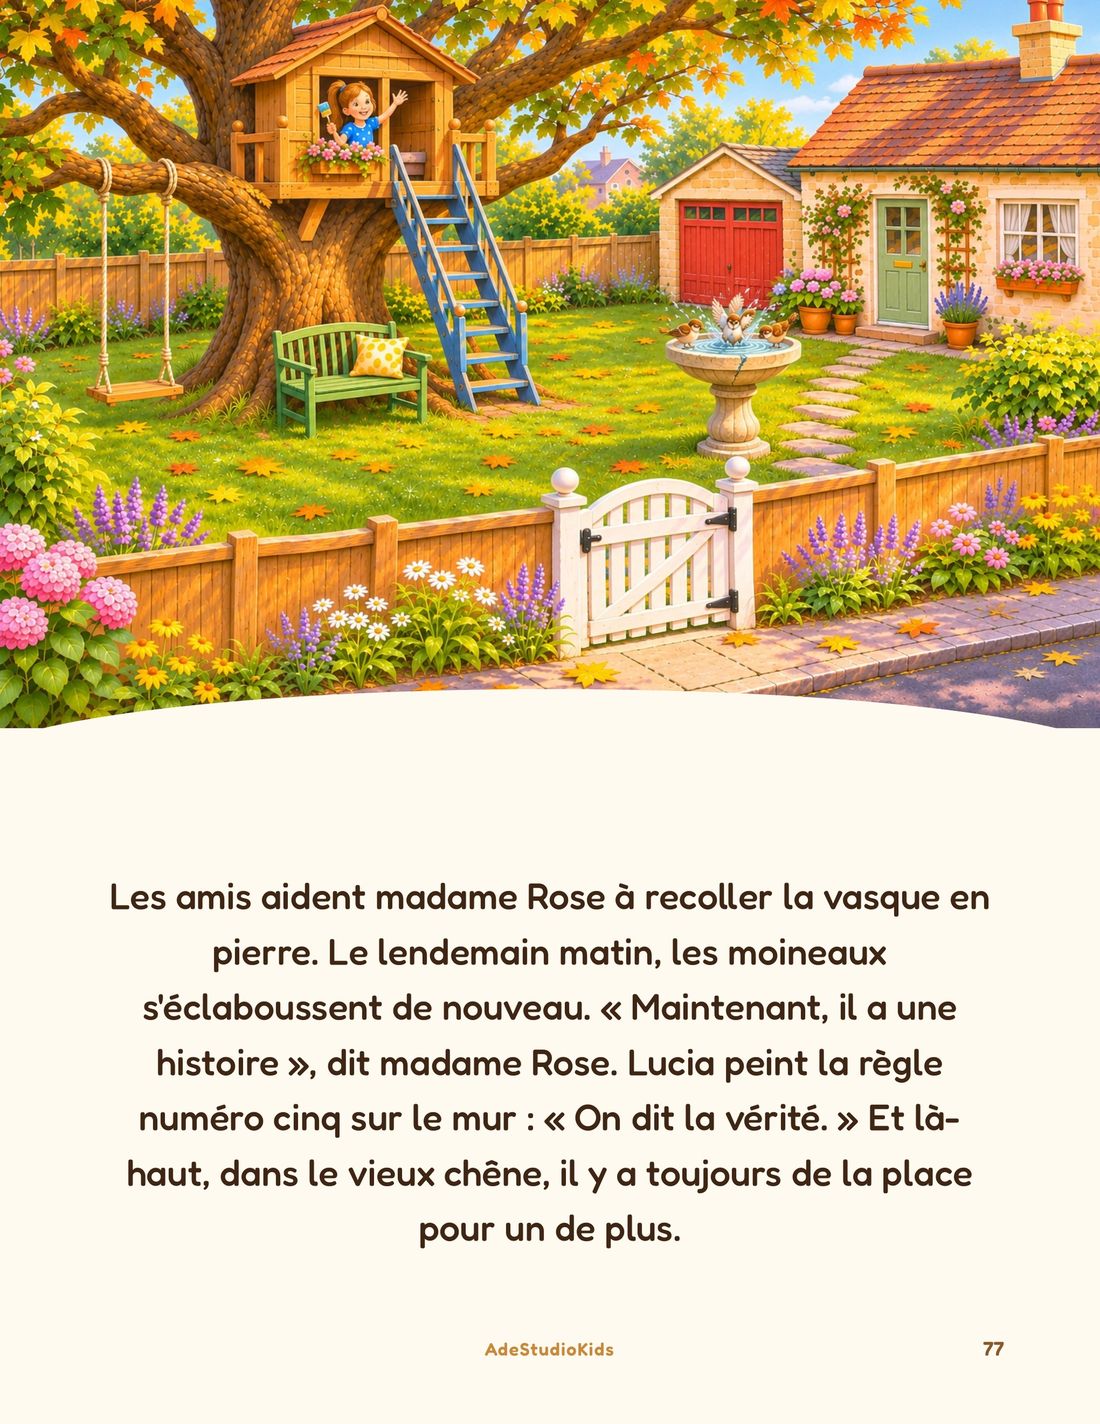 Les amis aident madame Rose à recoller la vasque en
pierre. Le lendemain matin, les moineaux
s'éclaboussent de nouveau. « Maintenant, il a une
histoire », dit madame Rose. Lucia peint la règle
numéro cinq sur le mur : « On dit la vérité. » Et là-
haut, dans le vieux chêne, il y a toujours de la place
pour un de plus.
AdeStudioKids
77